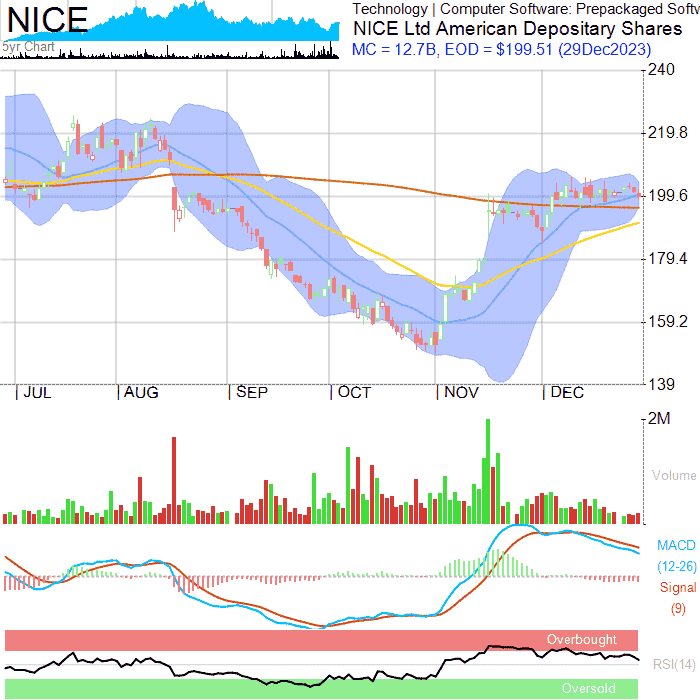 NICE
5yr Chart
Technology | Computer Software: Prepackaged Softw
NICE Ltd American Depositary Shares
MC = 12.7B, EOD = $199.51 (29Dec2023)
240
219.8
199.6
179.4
159.2
139
| JUL | AUG | SEP | OCT | NOV | DEC
2M
Volume
MACD
(12-26)
Signal
(9)
Overbought
RSI(14)
Oversold